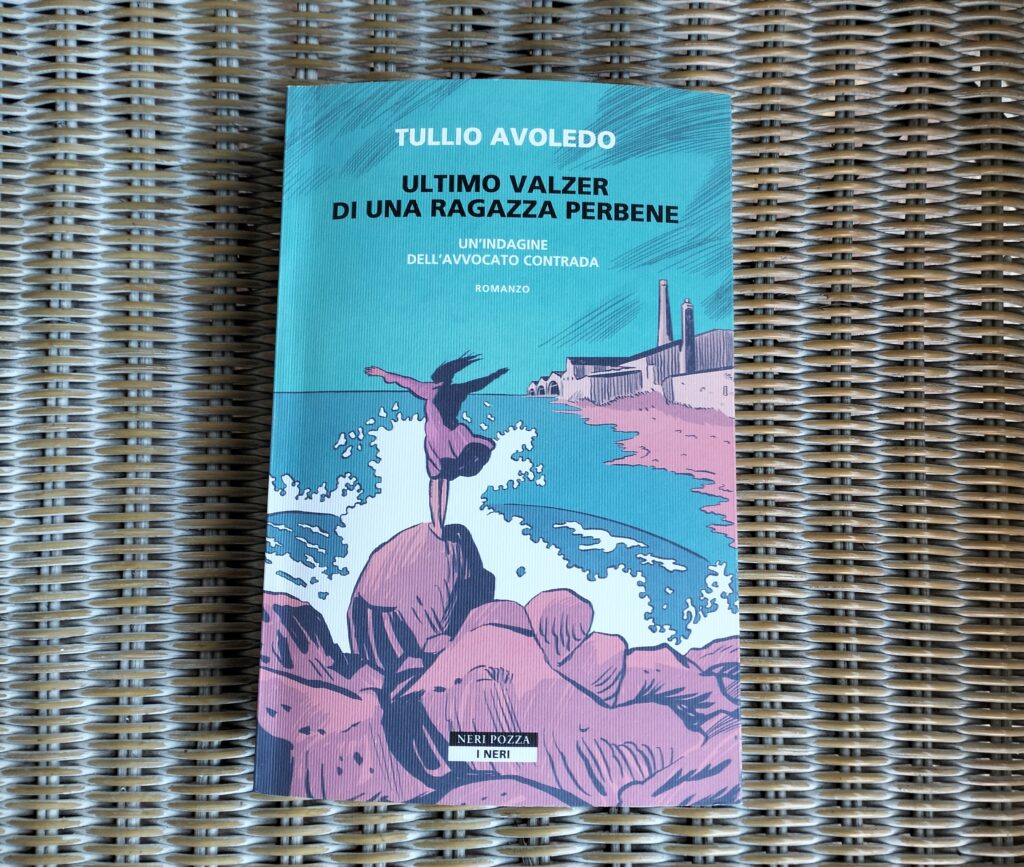 TULLIO AVOLEDO
ULTIMO VALZER
DI UNA RAGAZZA PERBENE
UN'INDAGINE
DELL'AVVOCATO CONTRADA
ROMANZO
NERI POZZA
I NERI